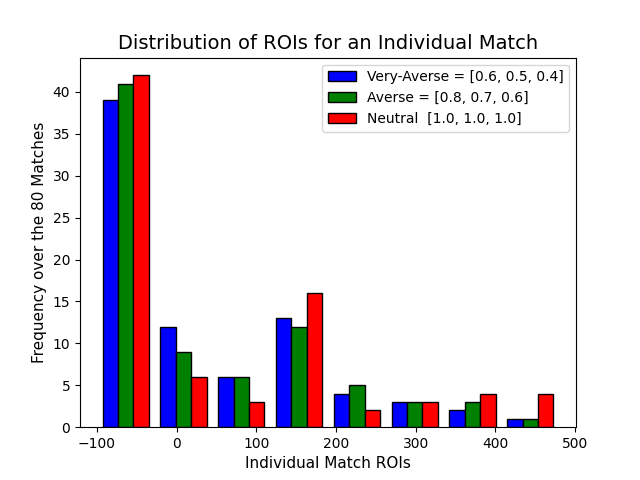 Distribution of ROIs for an Individual Match
Very-Averse = [0.6, 0.5, 0.4]
Averse = [0.8, 0.7, 0.6]
Neutral  [1.0, 1.0, 1.0]
Frequency over the 80 Matches
40
35
30
25
20
15
10
5
0
−100 0 100 200 300 400 500
Individual Match ROIs